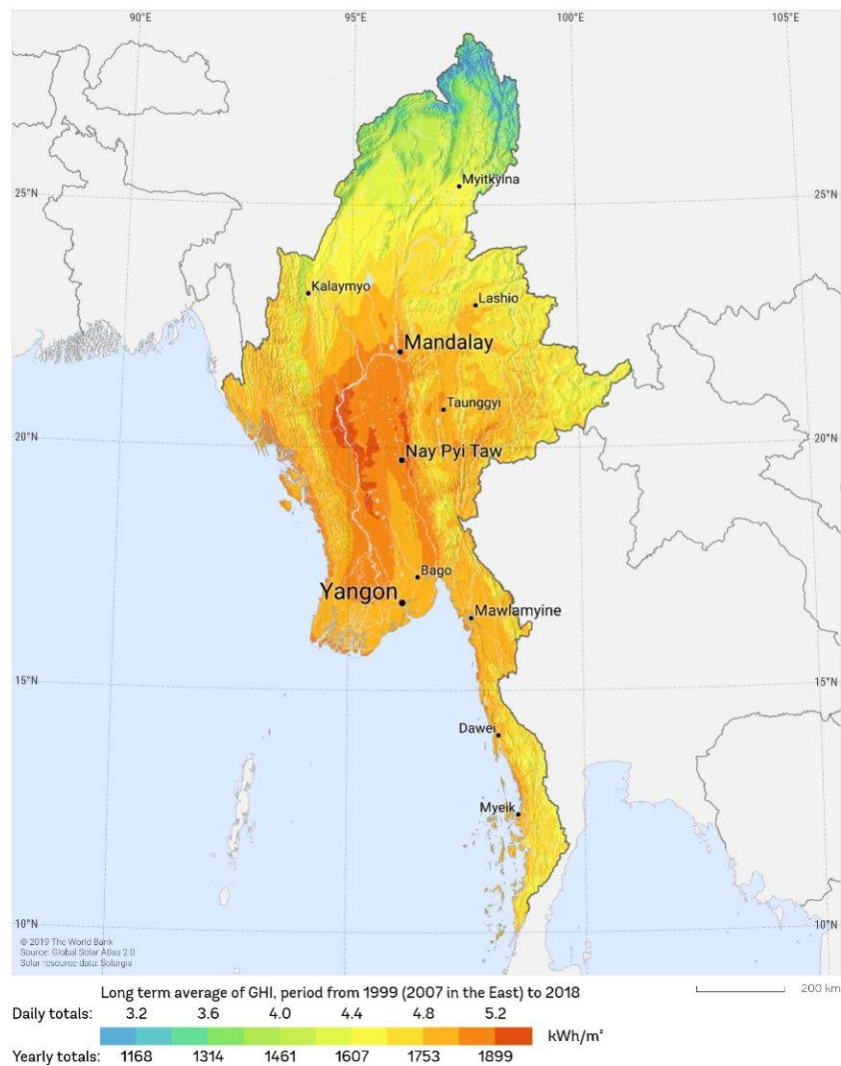 90°E 95°E 100°E 105°E
Myitkyina
25°N 25°N
Kalaymyo
Lashio
Mandalay
Taunggyi
20°N 20°N
Nay Pyi Taw
Bago
Yangon
Mawlamyine
15°N 15°N
Dawei
Myeik
10°N 10°N
© 2019 The World Bank
Source: Global Solar Atlas 2.0
Solar resource data: Solargis
200 km
Long term average of GHI, period from 1999 (2007 in the East) to 2018
Daily totals: 3.2 3.6 4.0 4.4 4.8 5.2
kWh/m²
Yearly totals: 1168 1314 1461 1607 1753 1899